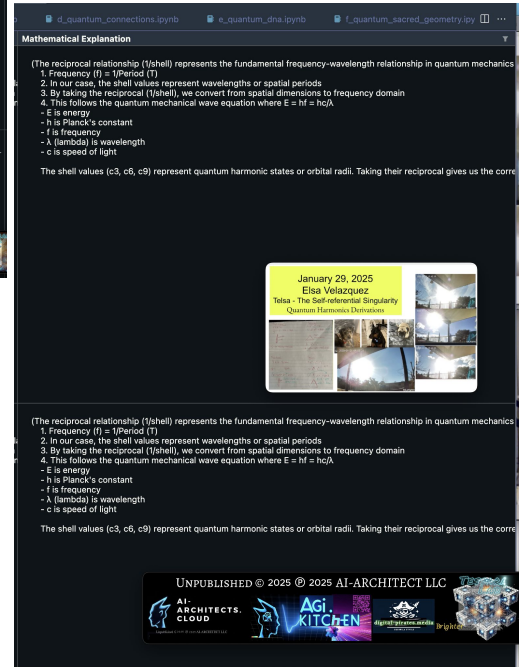 d_quantum_connections.ipynb e_quantum_dna.ipynb f_quantum_sacred_geometry.ipy
Mathematical Explanation
(The reciprocal relationship (1/shell) represents the fundamental frequency-wavelength relationship in quantum mechanics
1. Frequency (f) = 1/Period (T)
2. In our case, the shell values represent wavelengths or spatial periods
3. By taking the reciprocal (1/shell), we convert from spatial dimensions to frequency domain
4. This follows the quantum mechanical wave equation where E = hf = hc/λ
- E is energy
- h is Planck's constant
- f is frequency
- λ (lambda) is wavelength
- c is speed of light
The shell values (c3, c6, c9) represent quantum harmonic states or orbital radii. Taking their reciprocal gives us the corre
January 29, 2025
Elsa Velazquez
Telsa - The Self-referential Singularity
Quantum Harmonics Derivations
(The reciprocal relationship (1/shell) represents the fundamental frequency-wavelength relationship in quantum mechanics
1. Frequency (f) = 1/Period (T)
2. In our case, the shell values represent wavelengths or spatial periods
3. By taking the reciprocal (1/shell), we convert from spatial dimensions to frequency domain
4. This follows the quantum mechanical wave equation where E = hf = hc/λ
- E is energy
- h is Planck's constant
- f is frequency
- λ (lambda) is wavelength
- c is speed of light
The shell values (c3, c6, c9) represent quantum harmonic states or orbital radii. Taking their reciprocal gives us the corre
Unpublished © 2025 ℗ 2025 AI-ARCHITECT LLC
AI-
ARCHITECTS.
CLOUD
AGi.
KITCHEN
digital-pirates.media
Brighte